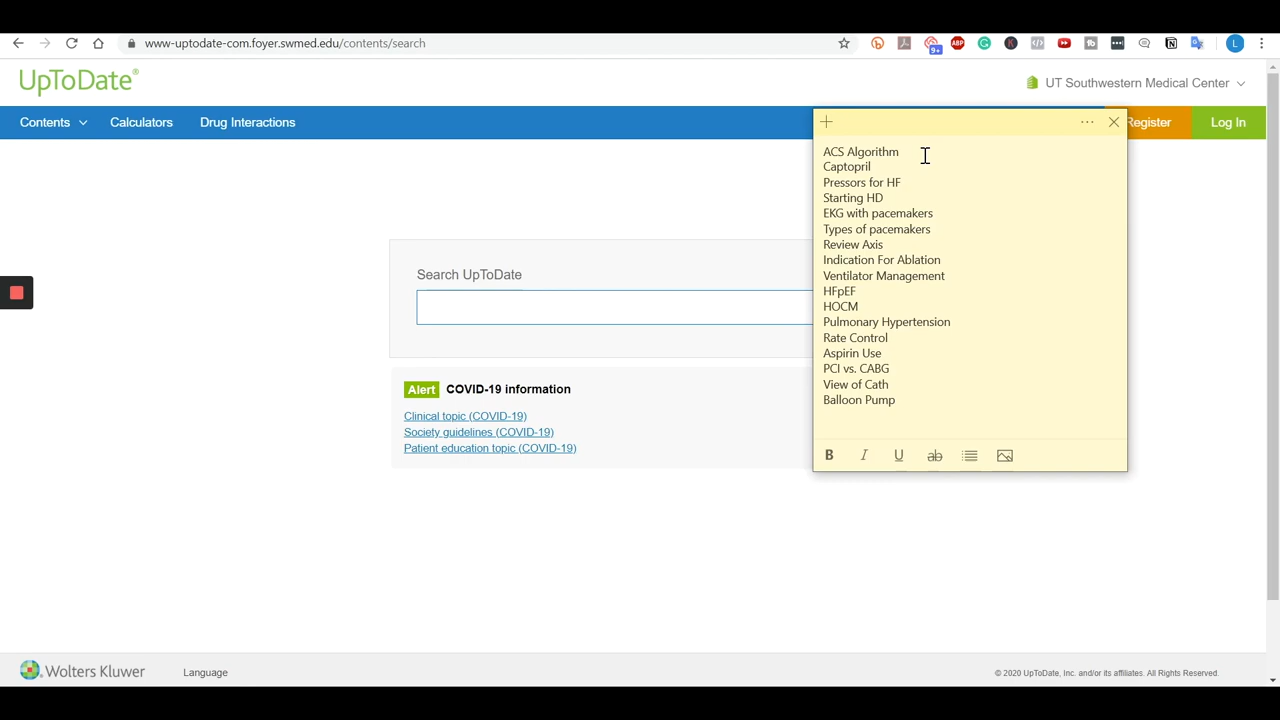 www-uptodate-com.foyer.swmed.edu/contents/search
ABP
9+
L
UpToDate®
UT Southwestern Medical Center
Contents
Calculators
Drug Interactions
Register
Log In
ACS Algorithm
Captopril
Pressors for HF
Starting HD
EKG with pacemakers
Types of pacemakers
Review Axis
Indication For Ablation
Ventilator Management
HFpEF
HOCM
Pulmonary Hypertension
Rate Control
Aspirin Use
PCI vs. CABG
View of Cath
Balloon Pump
B I U ab
Search UpToDate
Alert COVID-19 information
Clinical topic (COVID-19)
Society guidelines (COVID-19)
Patient education topic (COVID-19)
Wolters Kluwer
Language
© 2020 UpToDate, Inc. and/or its affiliates. All Rights Reserved.